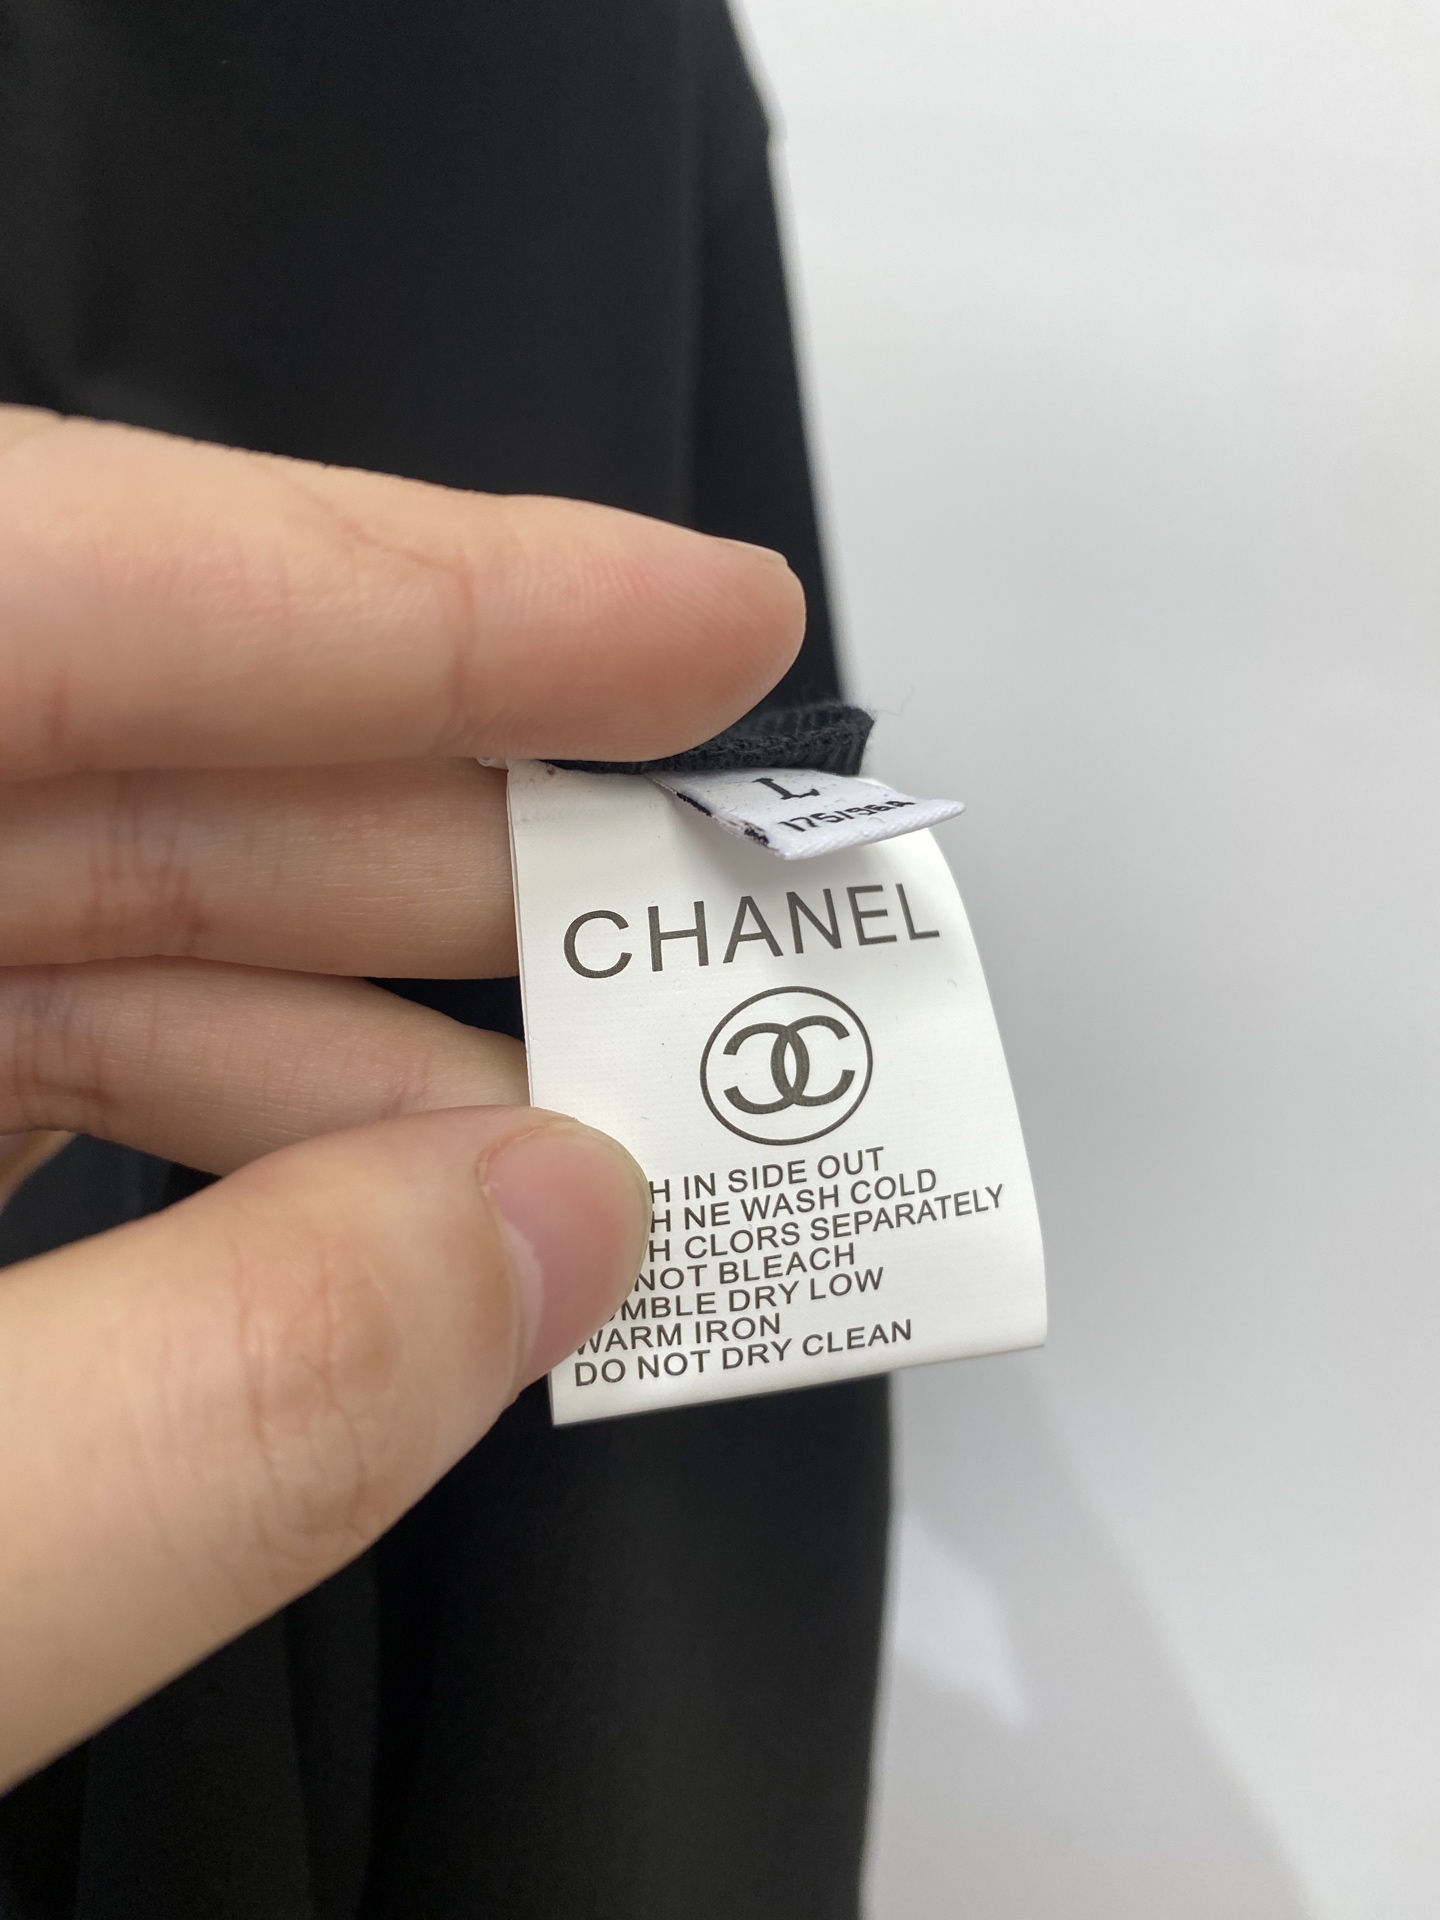 L
175/96A
CHANEL
H IN SIDE OUT
H NE WASH COLD
H CLORS SEPARATELY
NOT BLEACH
MBLE DRY LOW
WARM IRON
DO NOT DRY CLEAN